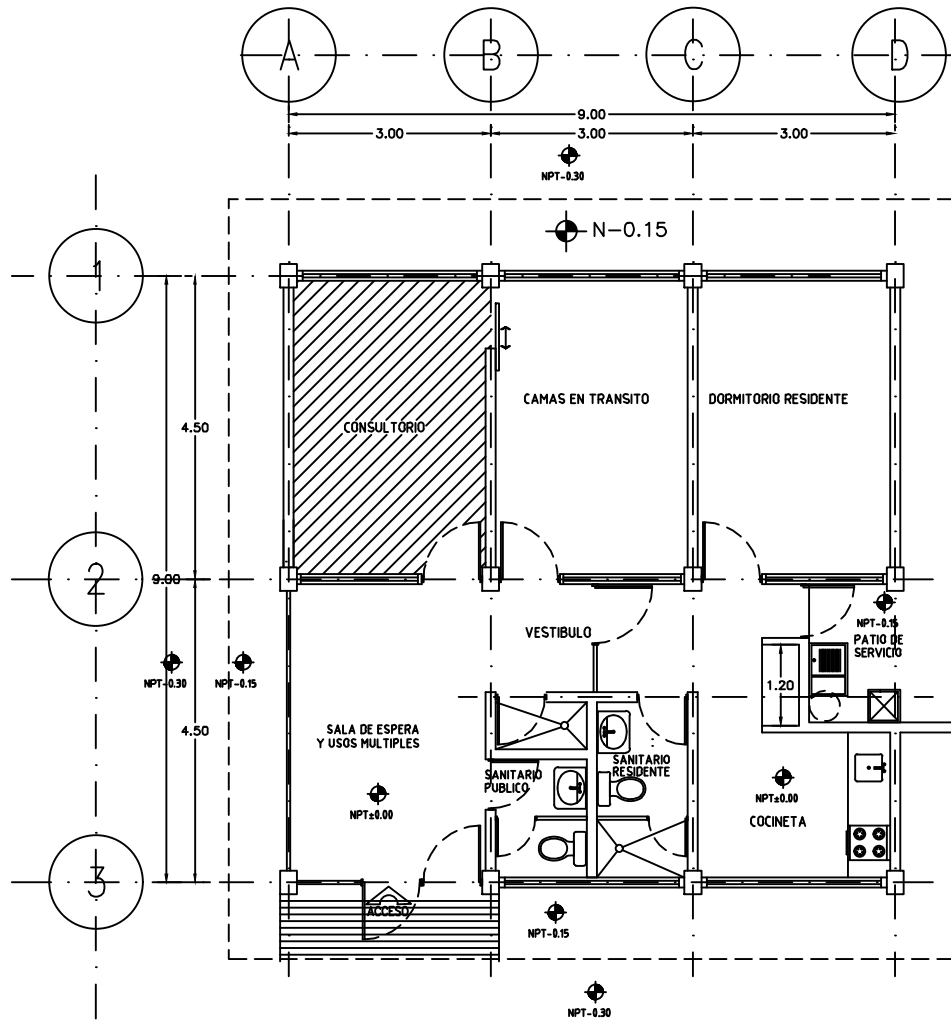 A
B
C
D
9.00
3.00
3.00
3.00
NPT-0.30
N-0.15
1
4.50
CAMAS EN TRANSITO
DORMITORIO RESIDENTE
CONSULTORIO
2
9.00
NPT-0.15
VESTIBULO
PATIO DE
SERVICIO
NPT-0.30
NPT-0.15
1.20
4.50
SALA DE ESPERA
Y USOS MULTIPLES
SANITARIO
PUBLICO
SANITARIO
RESIDENTE
NPT±0.00
NPT±0.00
COCINETA
3
ACCESO
NPT-0.15
NPT-0.30